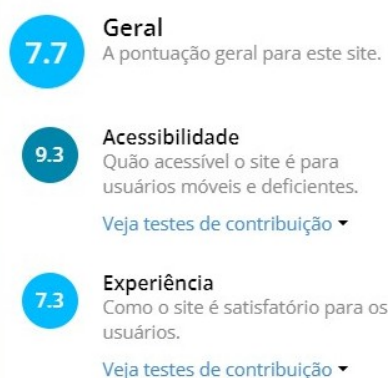 7.7
Geral
A pontuação geral para este site.
9.3
Acessibilidade
Quão acessível o site é para
usuários móveis e deficientes.
Veja testes de contribuição
7.3
Experiência
Como o site é satisfatório para os
usuários.
Veja testes de contribuição